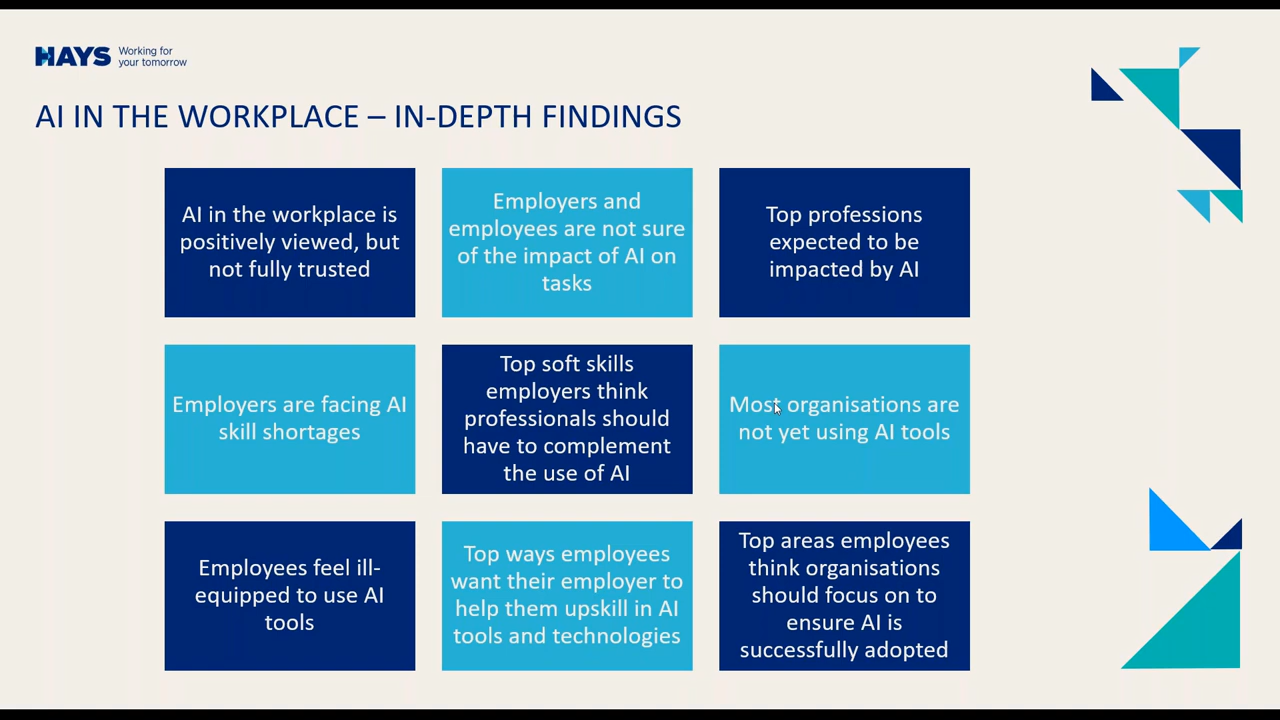 HAYS
Working for
your tomorrow
AI IN THE WORKPLACE – IN-DEPTH FINDINGS
AI in the workplace is
positively viewed, but
not fully trusted
Employers and
employees are not sure
of the impact of AI on
tasks
Top professions
expected to be
impacted by AI
Employers are facing AI
skill shortages
Top soft skills
employers think
professionals should
have to complement
the use of AI
Most organisations are
not yet using AI tools
Employees feel ill-
equipped to use AI
tools
Top ways employees
want their employer to
help them upskill in AI
tools and technologies
Top areas employees
think organisations
should focus on to
ensure AI is
successfully adopted